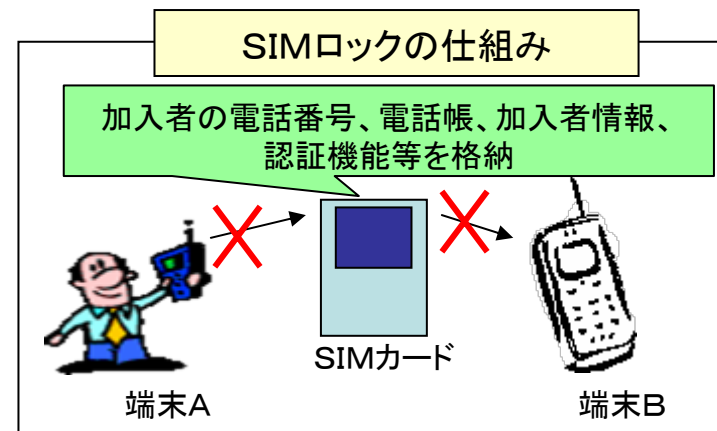 SIMロックの仕組み
加入者の電話番号、電話帳、加入者情報、
認証機能等を格納
SIMカード
端末A
端末B